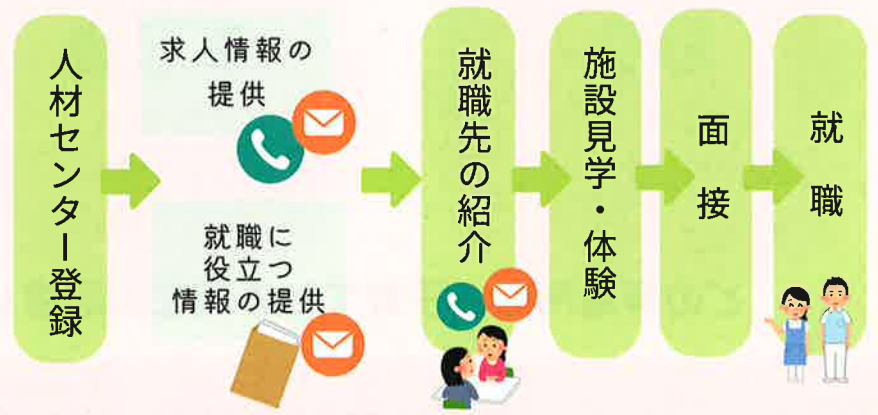 人材センター登録
求人情報の
提供
就職に
役立つ
情報の提供
就職先の紹介
施設見学・体験
面接
就職